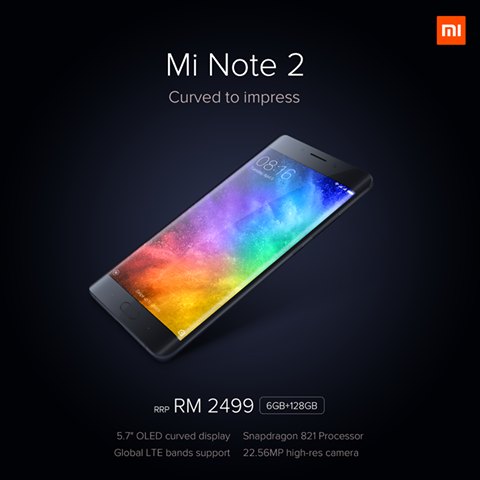 mi
Mi Note 2
Curved to impress
08:16
RRP RM 2499 6GB+128GB
5.7" OLED curved display Snapdragon 821 Processor
Global LTE bands support 22.56MP high-res camera